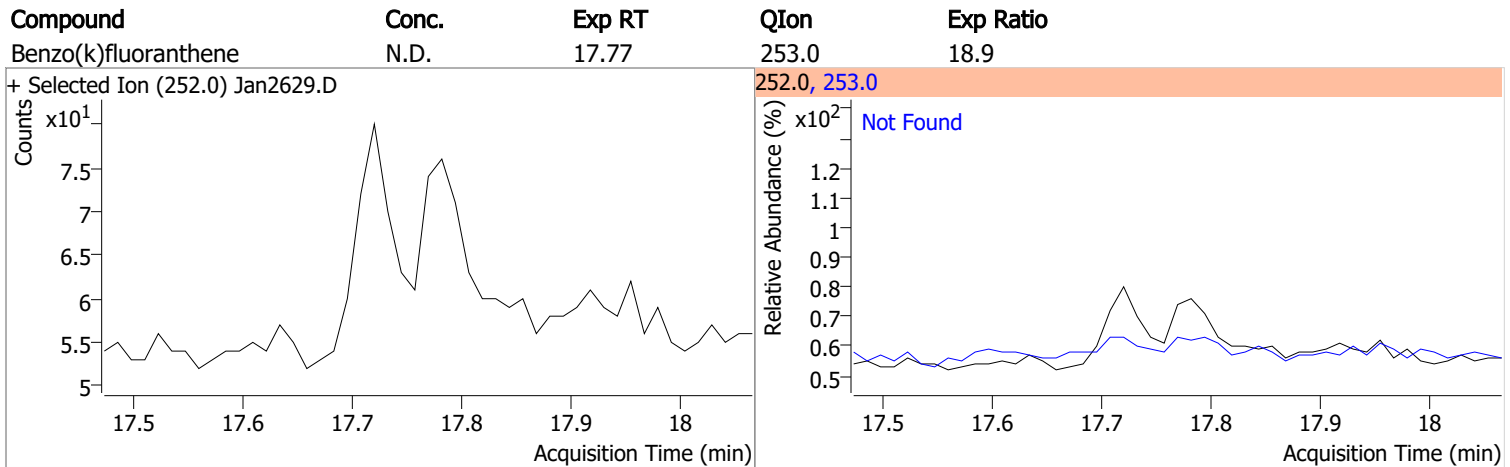 Compound Conc. Exp RT QIon Exp Ratio
Benzo(k)fluoranthene N.D. 17.77 253.0 18.9
+ Selected Ion (252.0) Jan2629.D
Counts
x10¹
7.5
7
6.5
6
5.5
5
17.5 17.6 17.7 17.8 17.9 18
Acquisition Time (min)
252.0, 253.0
Relative Abundance (%)
x10²
Not Found
1.2
1.1
1
0.9
0.8
0.7
0.6
0.5
17.5 17.6 17.7 17.8 17.9 18
Acquisition Time (min)